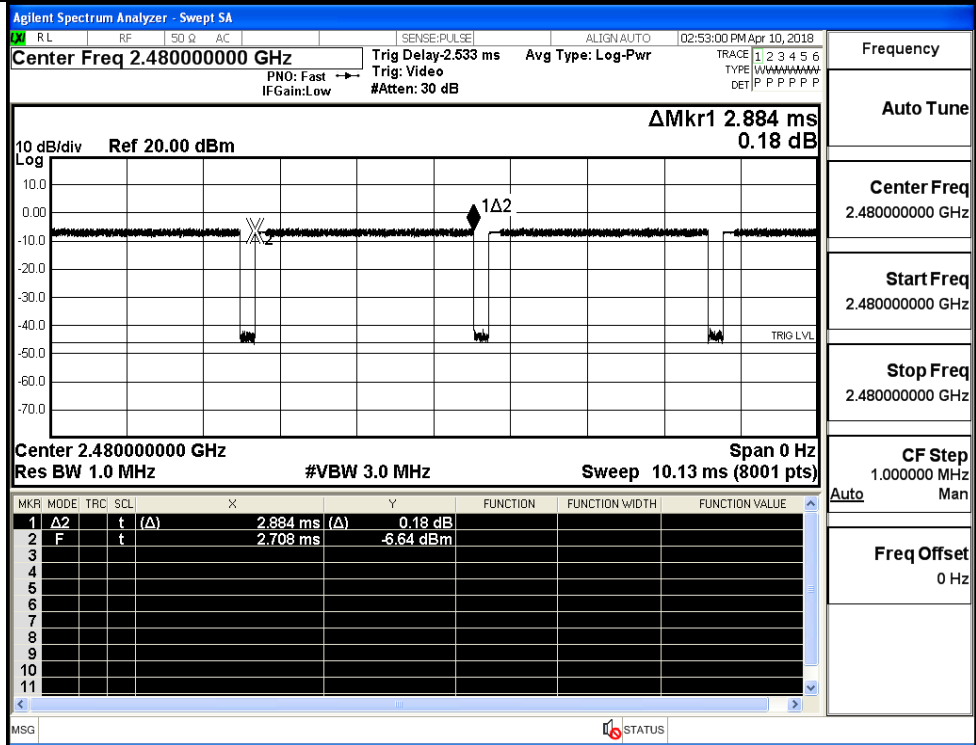 Agilent Spectrum Analyzer - Swept SA
LXI RL RF 50 Ω AC SENSE:PULSE ALIGN AUTO 02:53:00 PM Apr 10, 2018
Center Freq 2.480000000 GHz
PNO: Fast
IFGain:Low
Trig Delay-2.533 ms
Trig: Video
#Atten: 30 dB
Avg Type: Log-Pwr
TRACE 1 2 3 4 5 6
TYPE WWWWWW
DET P P P P P P
ΔMkr1 2.884 ms
0.18 dB
10 dB/div Ref 20.00 dBm
Log
10.0
0.00
-10.0
-20.0
-30.0
-40.0
-50.0
-60.0
-70.0
1Δ2
2
TRIG LVL
Center 2.480000000 GHz Span 0 Hz
Res BW 1.0 MHz #VBW 3.0 MHz Sweep 10.13 ms (8001 pts)
MKR MODE TRC SCL X Y FUNCTION FUNCTION WIDTH FUNCTION VALUE
1 Δ2 t (Δ) 2.884 ms (Δ) 0.18 dB
2 F t 2.708 ms -6.64 dBm
3
4
5
6
7
8
9
10
11
MSG STATUS
Frequency
Auto Tune
Center Freq
2.480000000 GHz
Start Freq
2.480000000 GHz
Stop Freq
2.480000000 GHz
CF Step
1.000000 MHz
Auto Man
Freq Offset
0 Hz